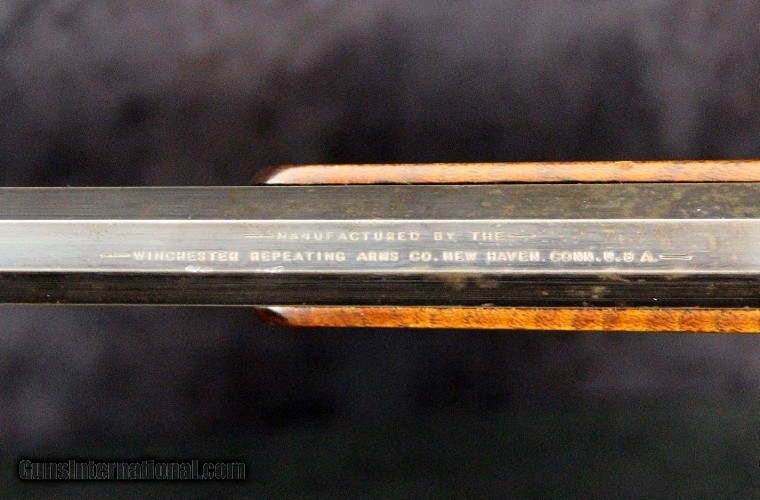 MANUFACTURED BY THE
WINCHESTER REPEATING ARMS CO. NEW HAVEN. CONN. U.S.A.
GunsInternational.com